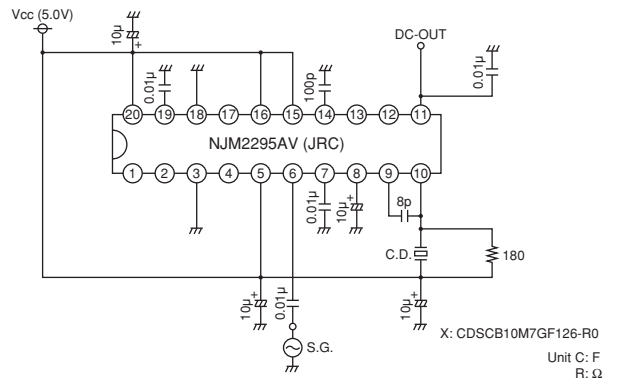 Vcc (5.0V)
10μ
+
DC-OUT
0.01μ
100p
0.01μ
20 19 18 17 16 15 14 13 12 11
NJM2295AV (JRC)
1 2 3 4 5 6 7 8 9 10
0.01μ
10μ
+
8p
C.D.
180
10μ
+
0.01μ
10μ
+
S.G.
X: CDSCB10M7GF126-R0
Unit C: F
R: Ω